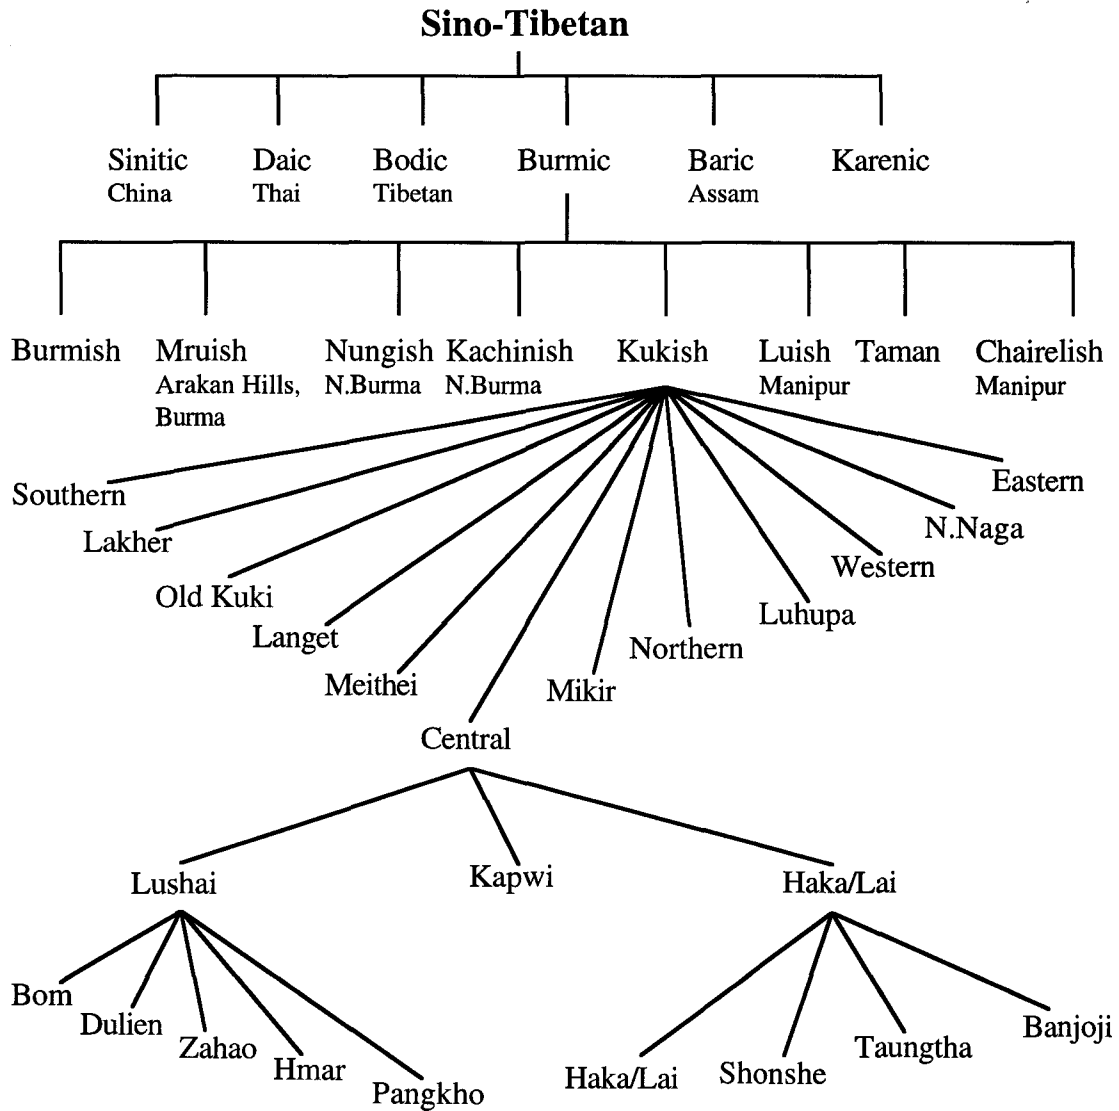 Sino-Tibetan
Sinitic
China
Daic
Thai
Bodic
Tibetan
Burmic
Baric
Assam
Karenic
Burmish
Mruish
Arakan Hills,
Burma
Nungish
N.Burma
Kachinish
N.Burma
Kukish
Luish
Manipur
Taman
Chairelish
Manipur
Southern
Lakher
Old Kuki
Langet
Meithei
Central
Mikir
Northern
Luhupa
Western
N.Naga
Eastern
Lushai
Kapwi
Haka/Lai
Bom
Dulien
Zahao
Hmar
Pangkho
Haka/Lai
Shonshe
Taungtha
Banjoji